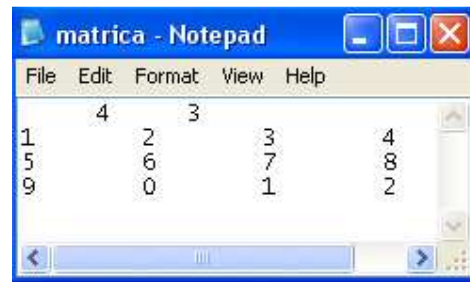 matrica - Notepad
File Edit Format View Help
4 3
1 2 3 4
5 6 7 8
9 0 1 2